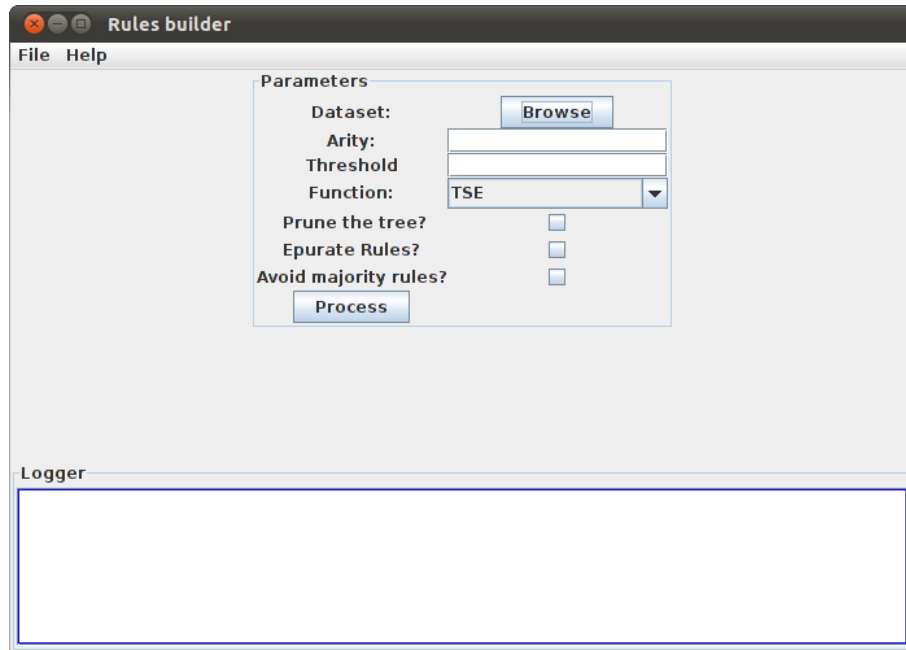 Rules builder
File Help
Parameters
Dataset: Browse
Arity:
Threshold
Function: TSE
Prune the tree?
Epurate Rules?
Avoid majority rules?
Process
Logger